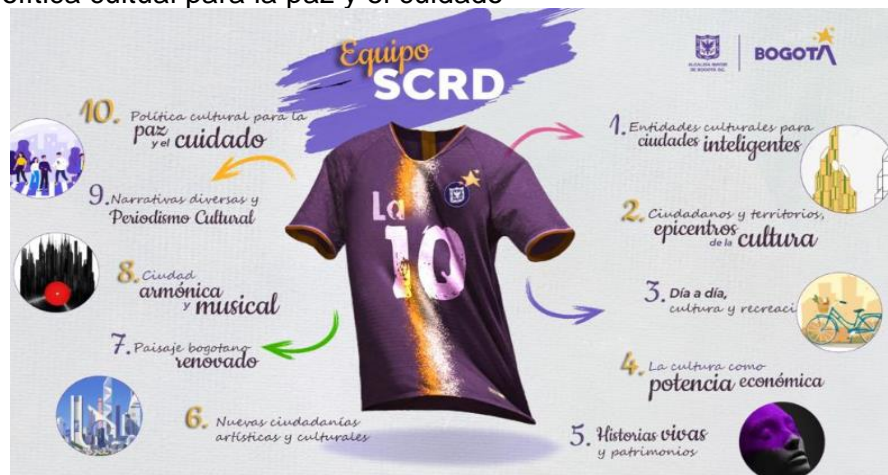 olítica cultual para la paz y el cuidado
Equipo
SCRD
BOGOTÁ
10. Política cultural para la
paz
y el cuidado
9. Narrativas diversas y
Periodismo Cultural
8. Ciudad
armónica
y musical
7. Paisaje bogotano
renovado
6. Nuevas ciudadanías
artísticas y culturales
La
10
1. Entidades culturales para
ciudades inteligentes
2. Ciudadanos y territorios,
epicentros
de la cultura
3. Día a día,
cultura y recreaci
4. La cultura como
potencia económica
5. Historias vivas
y patrimonios